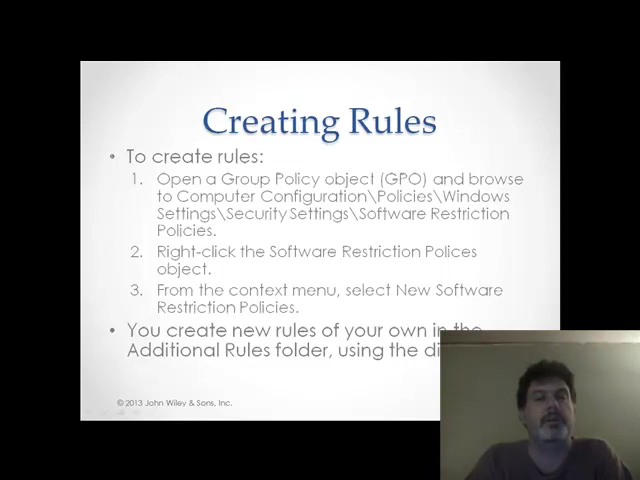 Creating Rules
• To create rules:
1. Open a Group Policy object (GPO) and browse
to Computer Configuration\Policies\Windows
Settings\Security Settings\Software Restriction
Policies.
2. Right-click the Software Restriction Polices
object.
3. From the context menu, select New Software
Restriction Policies.
• You create new rules of your own in the
Additional Rules folder, using the
© 2013 John Wiley & Sons, Inc.